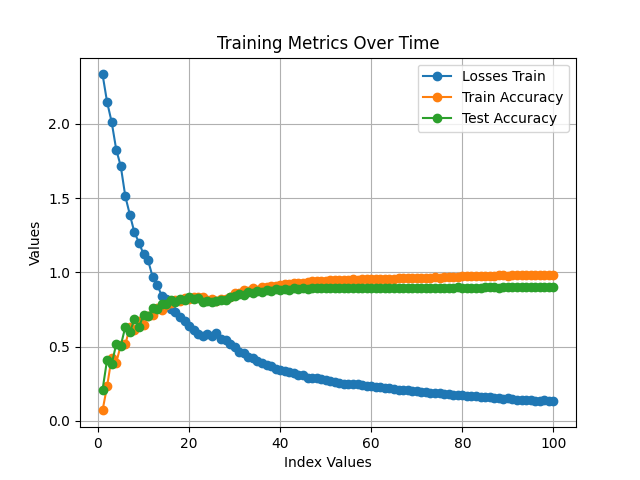 Training Metrics Over Time
Losses Train
Train Accuracy
Test Accuracy
Values
2.0
1.5
1.0
0.5
0.0
0 20 40 60 80 100
Index Values